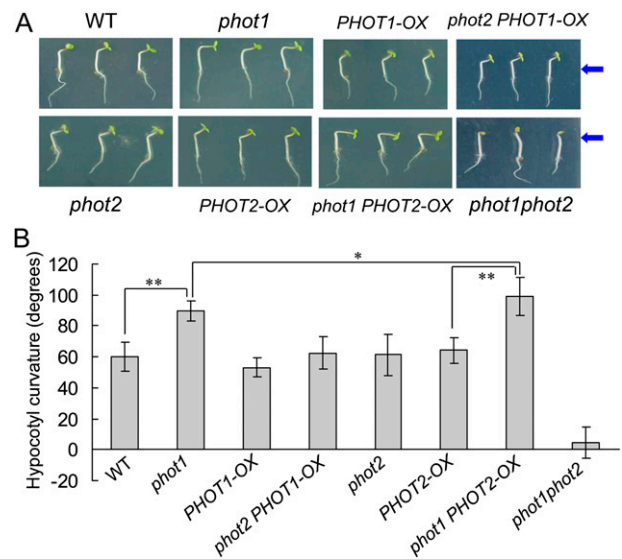 A
WT phot1 PHOT1-OX phot2 PHOT1-OX
phot2 PHOT2-OX phot1 PHOT2-OX phot1phot2
B
Hypocotyl curvature (degrees)
120
100
80
60
40
20
0
-20
** * **
WT phot1 PHOT1-OX phot2 PHOT1-OX phot2 PHOT2-OX phot1 PHOT2-OX phot1phot2